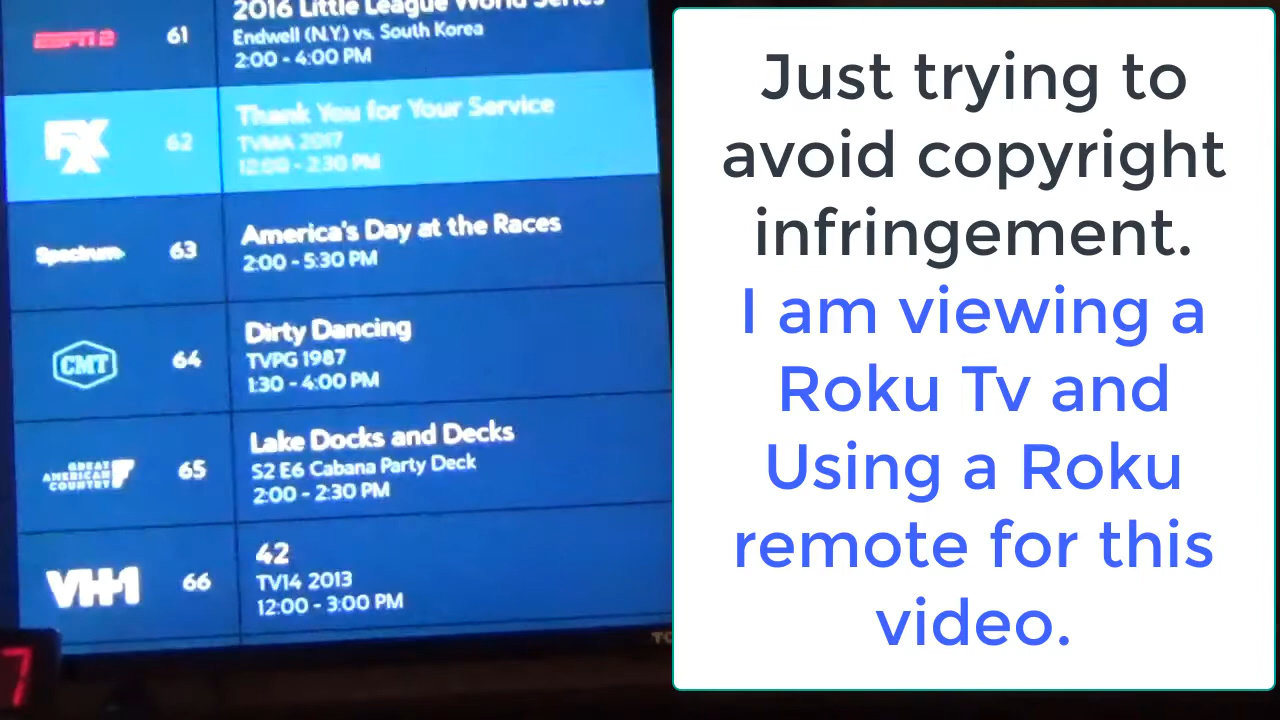 2016 Little League World Series
ESPN2 61 Endwell (N.Y.) vs. South Korea
2:00 - 4:00 PM
Thank You for Your Service
FXX 62 TVMA 2017
12:00 - 2:30 PM
Spectrum 63 America's Day at the Races
2:00 - 5:30 PM
Dirty Dancing
CMT 64 TVPG 1987
1:30 - 4:00 PM
Lake Docks and Decks
GREAT AMERICAN COUNTRY 65 S2 E6 Cabana Party Deck
2:00 - 2:30 PM
42
VH1 66 TV14 2013
12:00 - 3:00 PM
7
Just trying to
avoid copyright
infringement.
I am viewing a
Roku Tv and
Using a Roku
remote for this
video.